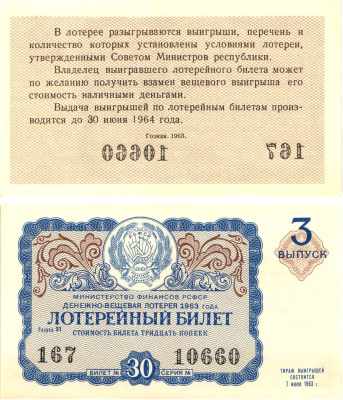 В лотерее разыгрываются выигрыши, перечень и
количество которых установлены условиями лотереи,
утвержденными Советом Министров республики.
Владелец выигравшего лотерейного билета может
по желанию получить взамен вещевого выигрыша его
стоимость наличными деньгами.
Выдача выигрышей по лотерейным билетам произ-
водится до 30 июня 1964 года.
Гознак. 1963.
10660 167
3
ВЫПУСК
МИНИСТЕРСТВО ФИНАНСОВ РСФСР
ДЕНЕЖНО-ВЕЩЕВАЯ ЛОТЕРЕЯ 1963 ГОДА
Разряд 31
ЛОТЕРЕЙНЫЙ БИЛЕТ
СТОИМОСТЬ БИЛЕТА ТРИДЦАТЬ КОПЕЕК
167 30 10660
БИЛЕТ № СЕРИЯ №
ТИРАЖ ВЫИГРЫШЕЙ
СОСТОИТСЯ
7 ИЮНЯ 1963 г.